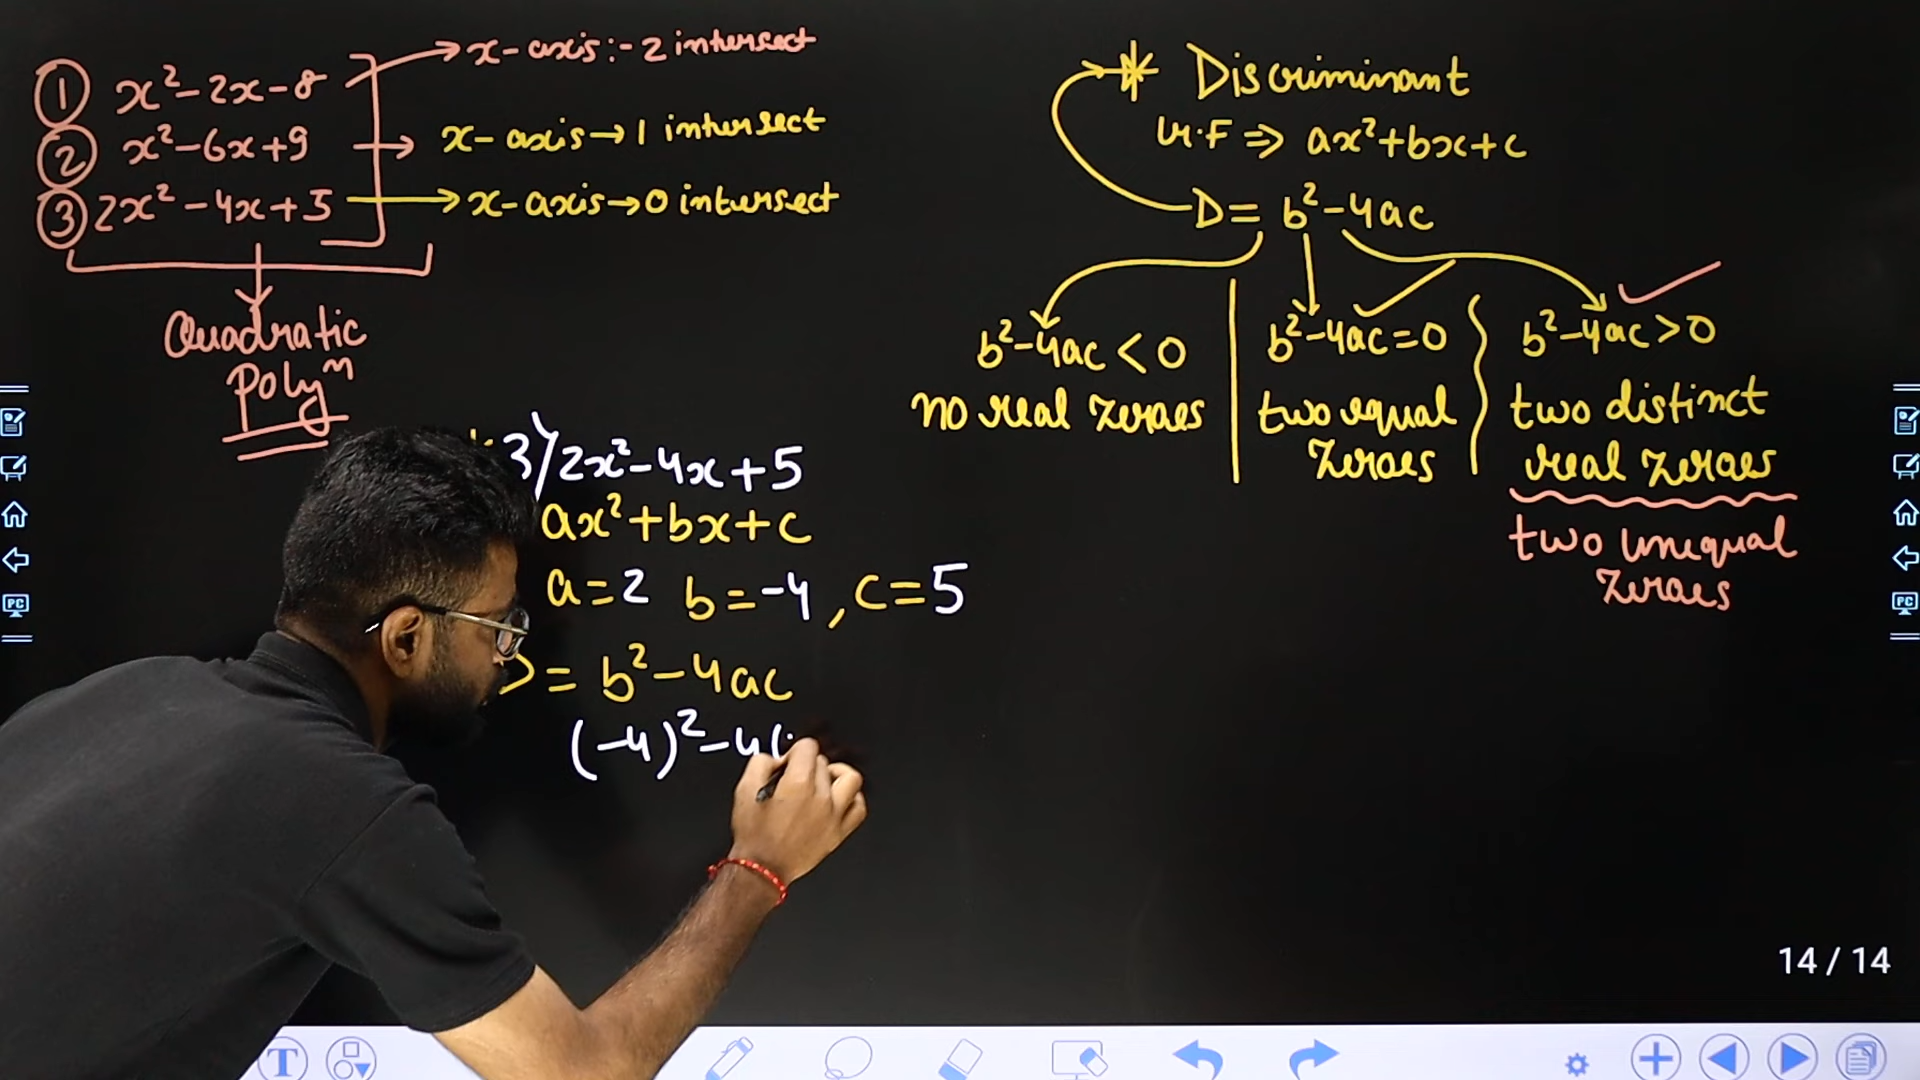 ① x²-2x-8 → x-axis:- 2 intersect
② x²-6x+9 → x-axis → 1 intersect
③ 2x²-4x+5 → x-axis → 0 intersect
Quadratic
Polyⁿ
* Discriminant
⇒ ax²+bx+c
D = b²-4ac
b²-4ac < 0
no real zeroes
b²-4ac = 0
two equal
zeroes
b²-4ac > 0
two distinct
real zeroes
two unequal
zeroes
3) 2x²-4x+5
ax²+bx+c
a=2 b=-4, c=5
= b²-4ac
(-4)²-4(
14 / 14
PC
PC
T